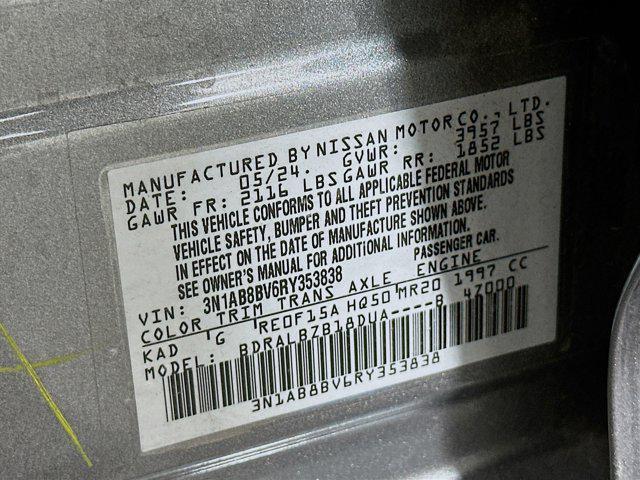 MANUFACTURED BY NISSAN MOTOR CO., LTD.
DATE: 05/24. GVWR: 3957 LBS
GAWR FR: 2116 LBS GAWR RR: 1852 LBS
THIS VEHICLE CONFORMS TO ALL APPLICABLE FEDERAL MOTOR
VEHICLE SAFETY, BUMPER AND THEFT PREVENTION STANDARDS
IN EFFECT ON THE DATE OF MANUFACTURE SHOWN ABOVE.
SEE OWNER'S MANUAL FOR ADDITIONAL INFORMATION.
VIN: 3N1AB8BV6RY353838 PASSENGER CAR.
COLOR TRIM TRANS AXLE ENGINE
KAD 'G 'RE0F15A HQ50'MR20 1997 CC
MODEL: BDRALBZB18DUA----B 47000
3N1AB8BV6RY353838